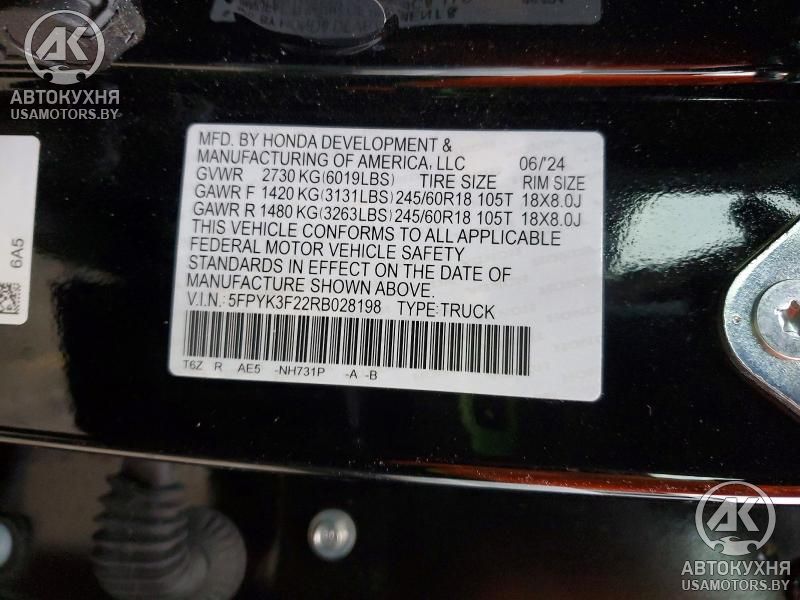 AK
АВТОКУХНЯ
USAMOTORS.BY
6A5
MFD. BY HONDA DEVELOPMENT &
MANUFACTURING OF AMERICA, LLC 06/'24
GVWR 2730 KG(6019LBS) TIRE SIZE RIM SIZE
GAWR F 1420 KG(3131LBS) 245/60R18 105T 18X8.0J
GAWR R 1480 KG(3263LBS) 245/60R18 105T 18X8.0J
THIS VEHICLE CONFORMS TO ALL APPLICABLE
FEDERAL MOTOR VEHICLE SAFETY
STANDARDS IN EFFECT ON THE DATE OF
MANUFACTURE SHOWN ABOVE.
V.I.N.: 5FPYK3F22RB028198 TYPE:TRUCK
T6Z R AE5 -NH731P -A -B
AK
АВТОКУХНЯ
USAMOTORS.BY